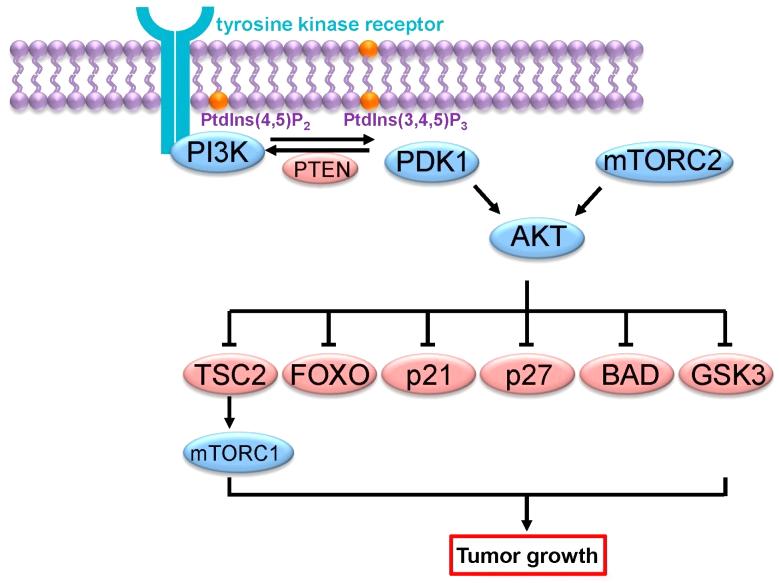 tyrosine kinase receptor
PtdIns(4,5)P₂ PtdIns(3,4,5)P₃
PI3K PTEN PDK1 mTORC2
AKT
TSC2 FOXO p21 p27 BAD GSK3
mTORC1
Tumor growth